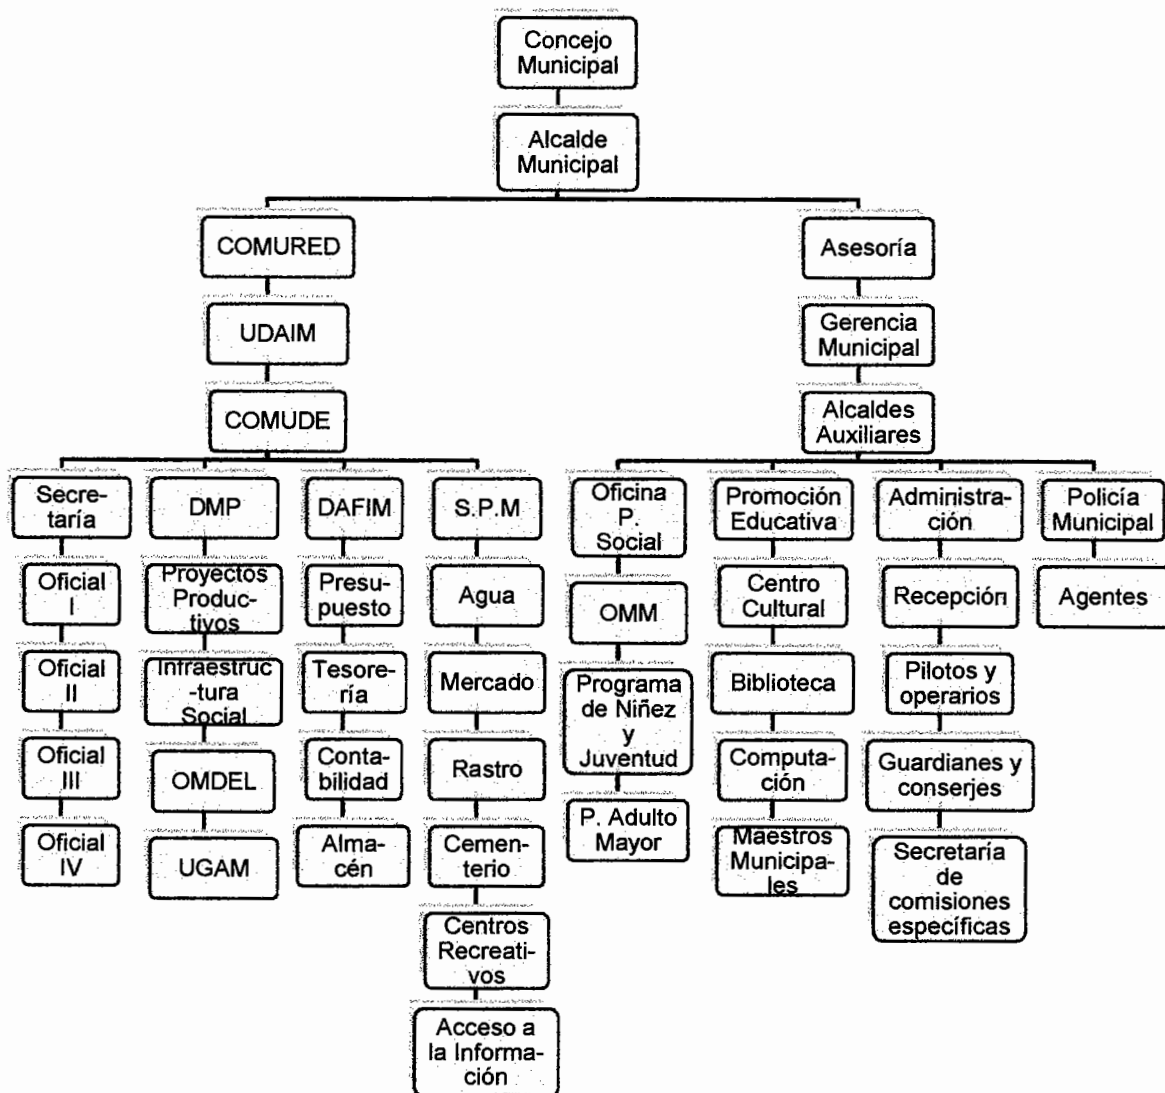 Concejo
Municipal
Alcalde
Municipal
COMURED
Asesoría
UDAIM
Gerencia
Municipal
COMUDE
Alcaldes
Auxiliares
Secre-
taría
Oficial
I
Oficial
II
Oficial
III
Oficial
IV
DMP
Proyectos
Produc-
tivos
Infraestruc
-tura
Social
OMDEL
UGAM
DAFIM
Presu-
puesto
Tesore-
ría
Conta-
bilidad
Alma-
cén
S.P.M
Agua
Mercado
Rastro
Cemen-
terio
Centros
Recreati-
vos
Acceso a
la Informa-
ción
Oficina
P.
Social
OMM
Programa
de Niñez
y
Juventud
P. Adulto
Mayor
Promoción
Educativa
Centro
Cultural
Biblioteca
Computa-
ción
Maestros
Municipa-
les
Administra-
ción
Recepción
Pilotos y
operarios
Guardianes y
conserjes
Secretaría
de
comisiones
específicas
Policía
Municipal
Agentes